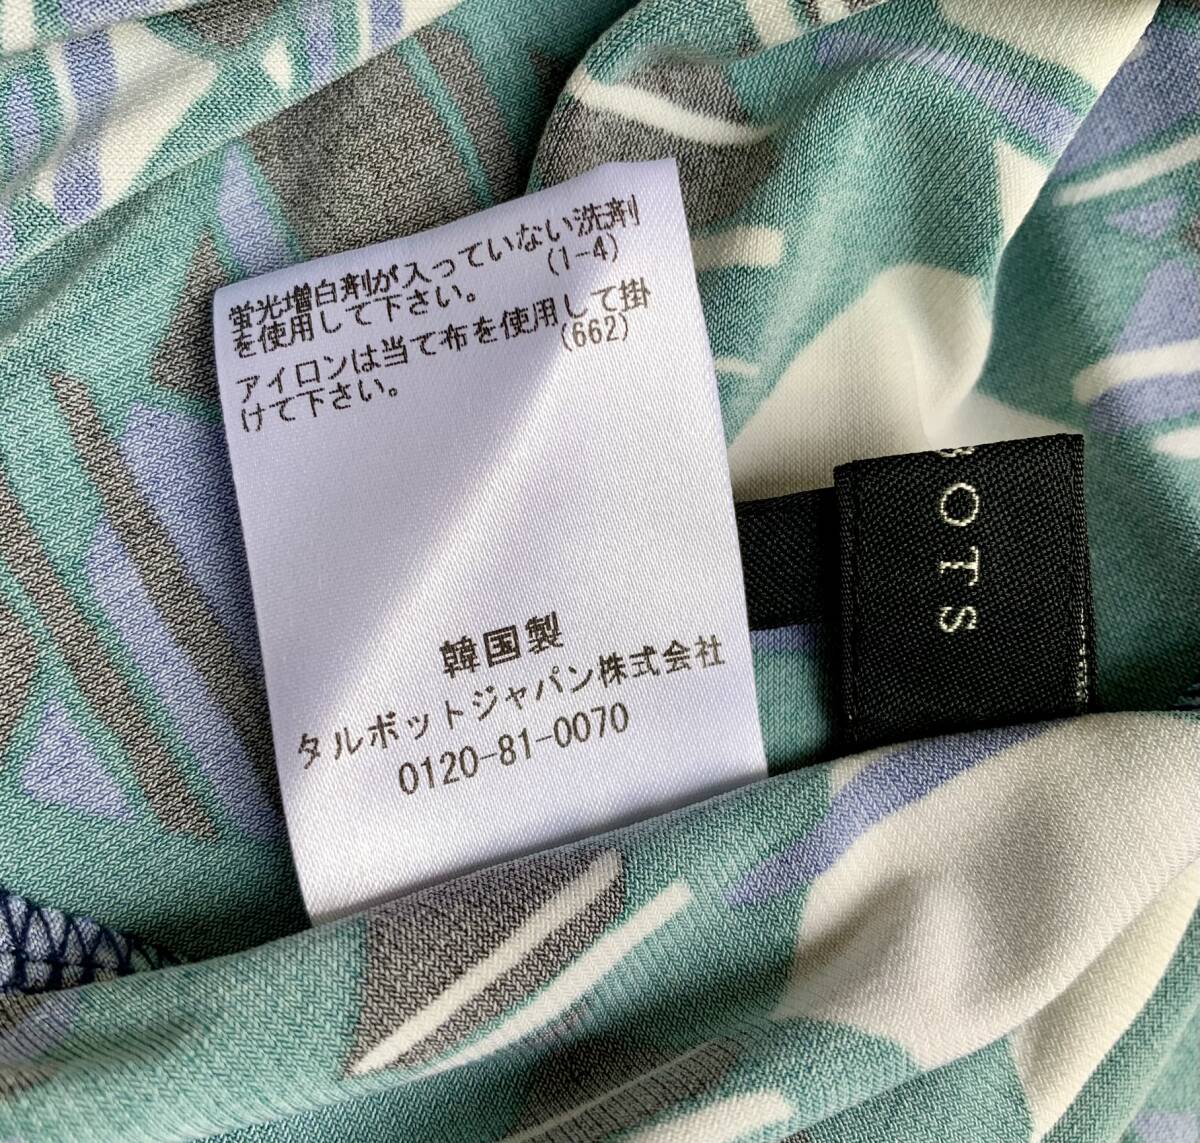 蛍光増白剤が入っていない洗剤
を使用して下さい。 (1-4)
アイロンは当て布を使用して掛
けて下さい。 (662)
韓国製
タルボットジャパン株式会社
0120-81-0070
BOTS